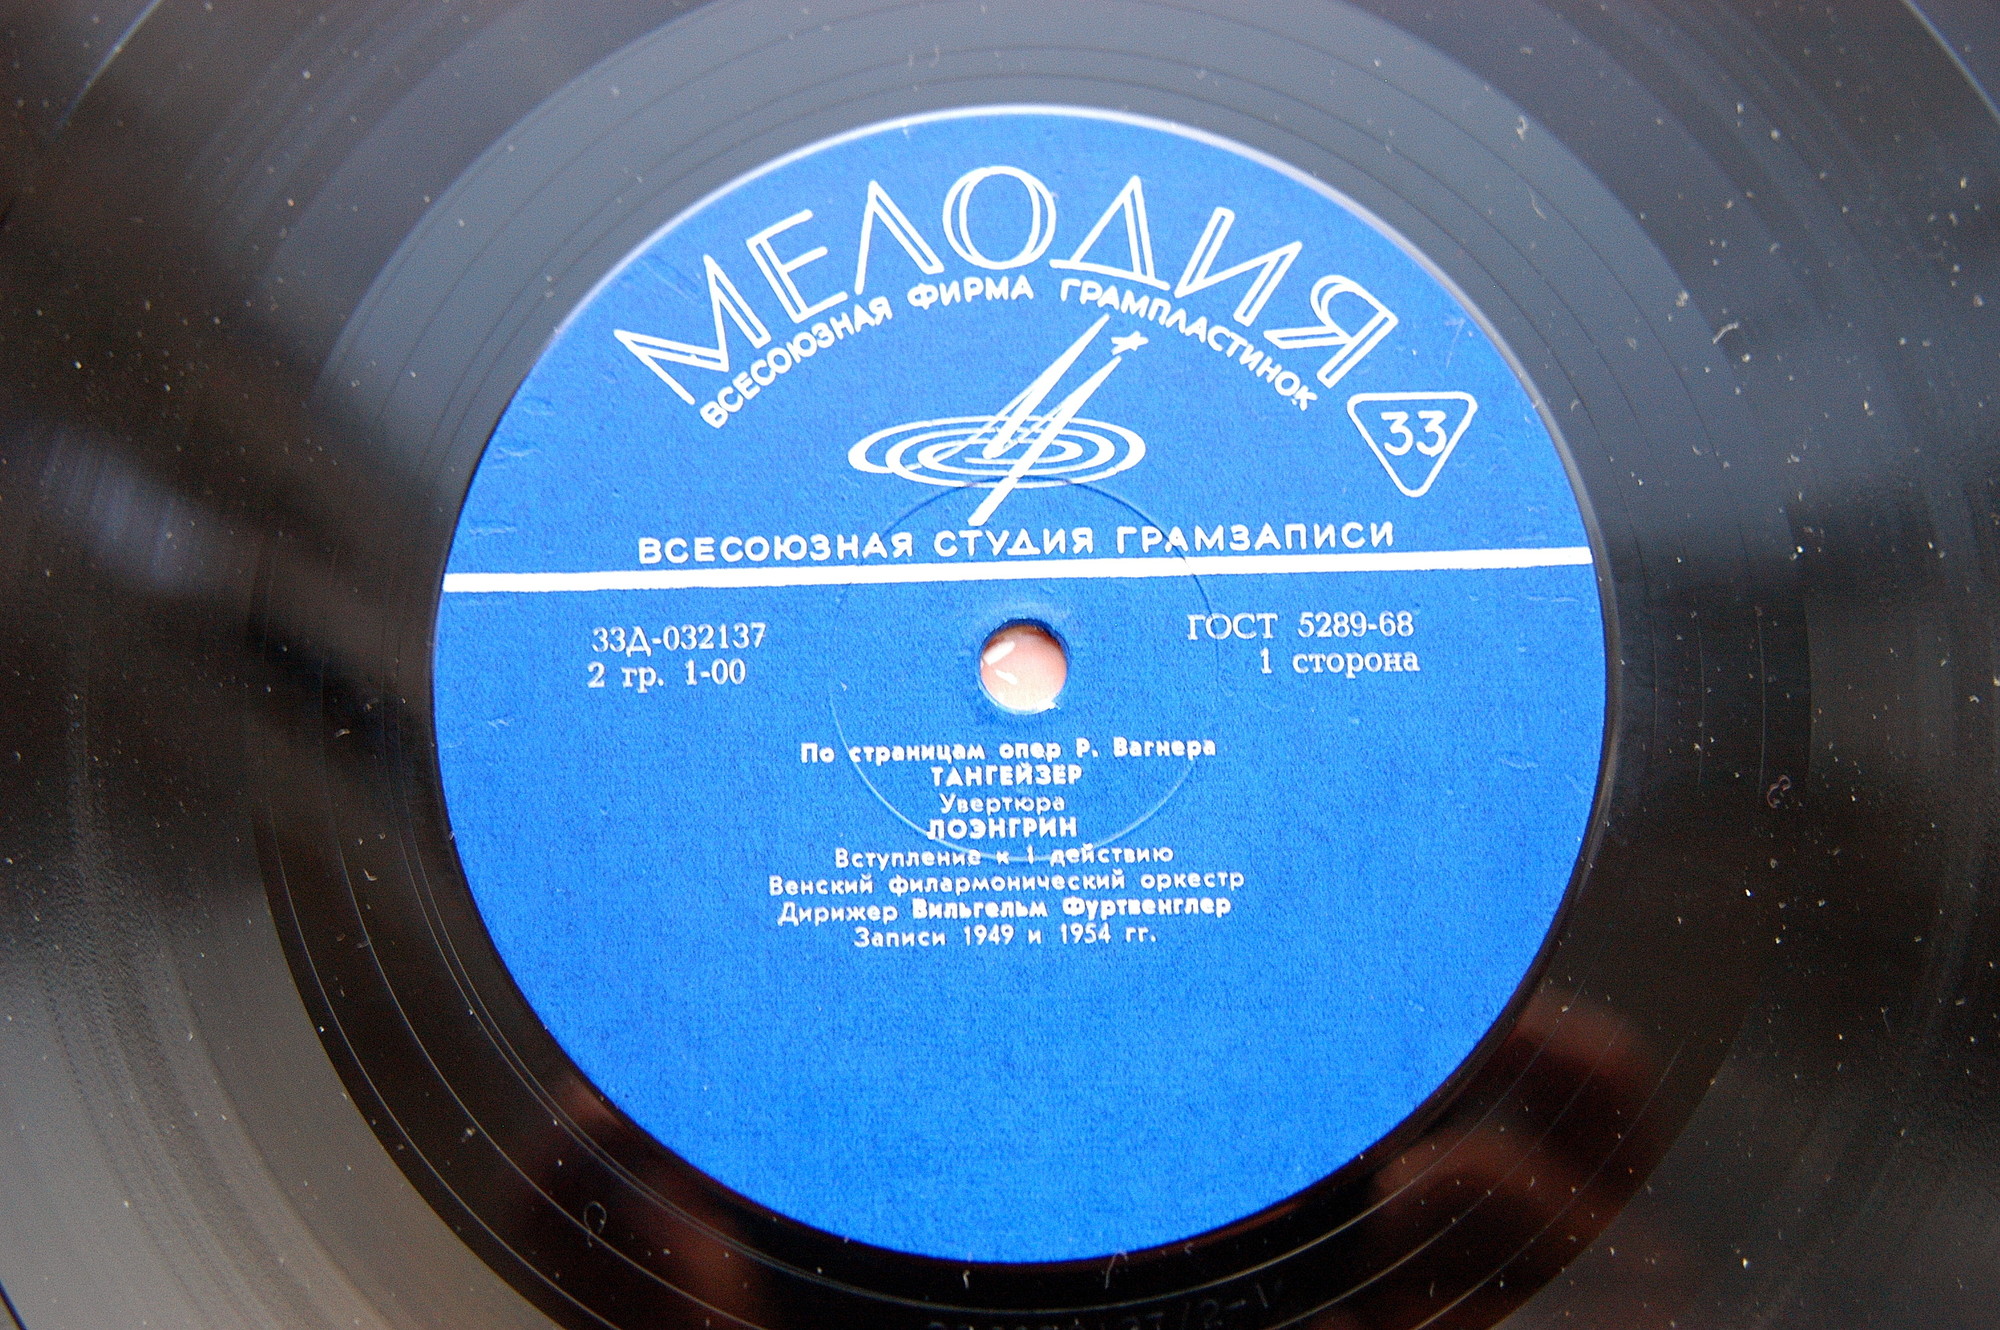 МЕЛОДИЯ
ВСЕСОЮЗНАЯ ФИРМА ГРАМПЛАСТИНОК
33
ВСЕСОЮЗНАЯ СТУДИЯ ГРАМЗАПИСИ
33Д-032137
ГОСТ 5289-68
2 гр. 1-00
1 сторона
По страницам опер Р. Вагнера
ТАНГЕЙЗЕР
Увертюра
ЛОЭНГРИН
Вступление к 1 действию
Венский филармонический оркестр
Дирижер Вильгельм Фуртвенглер
Записи 1949 и 1954 гг.